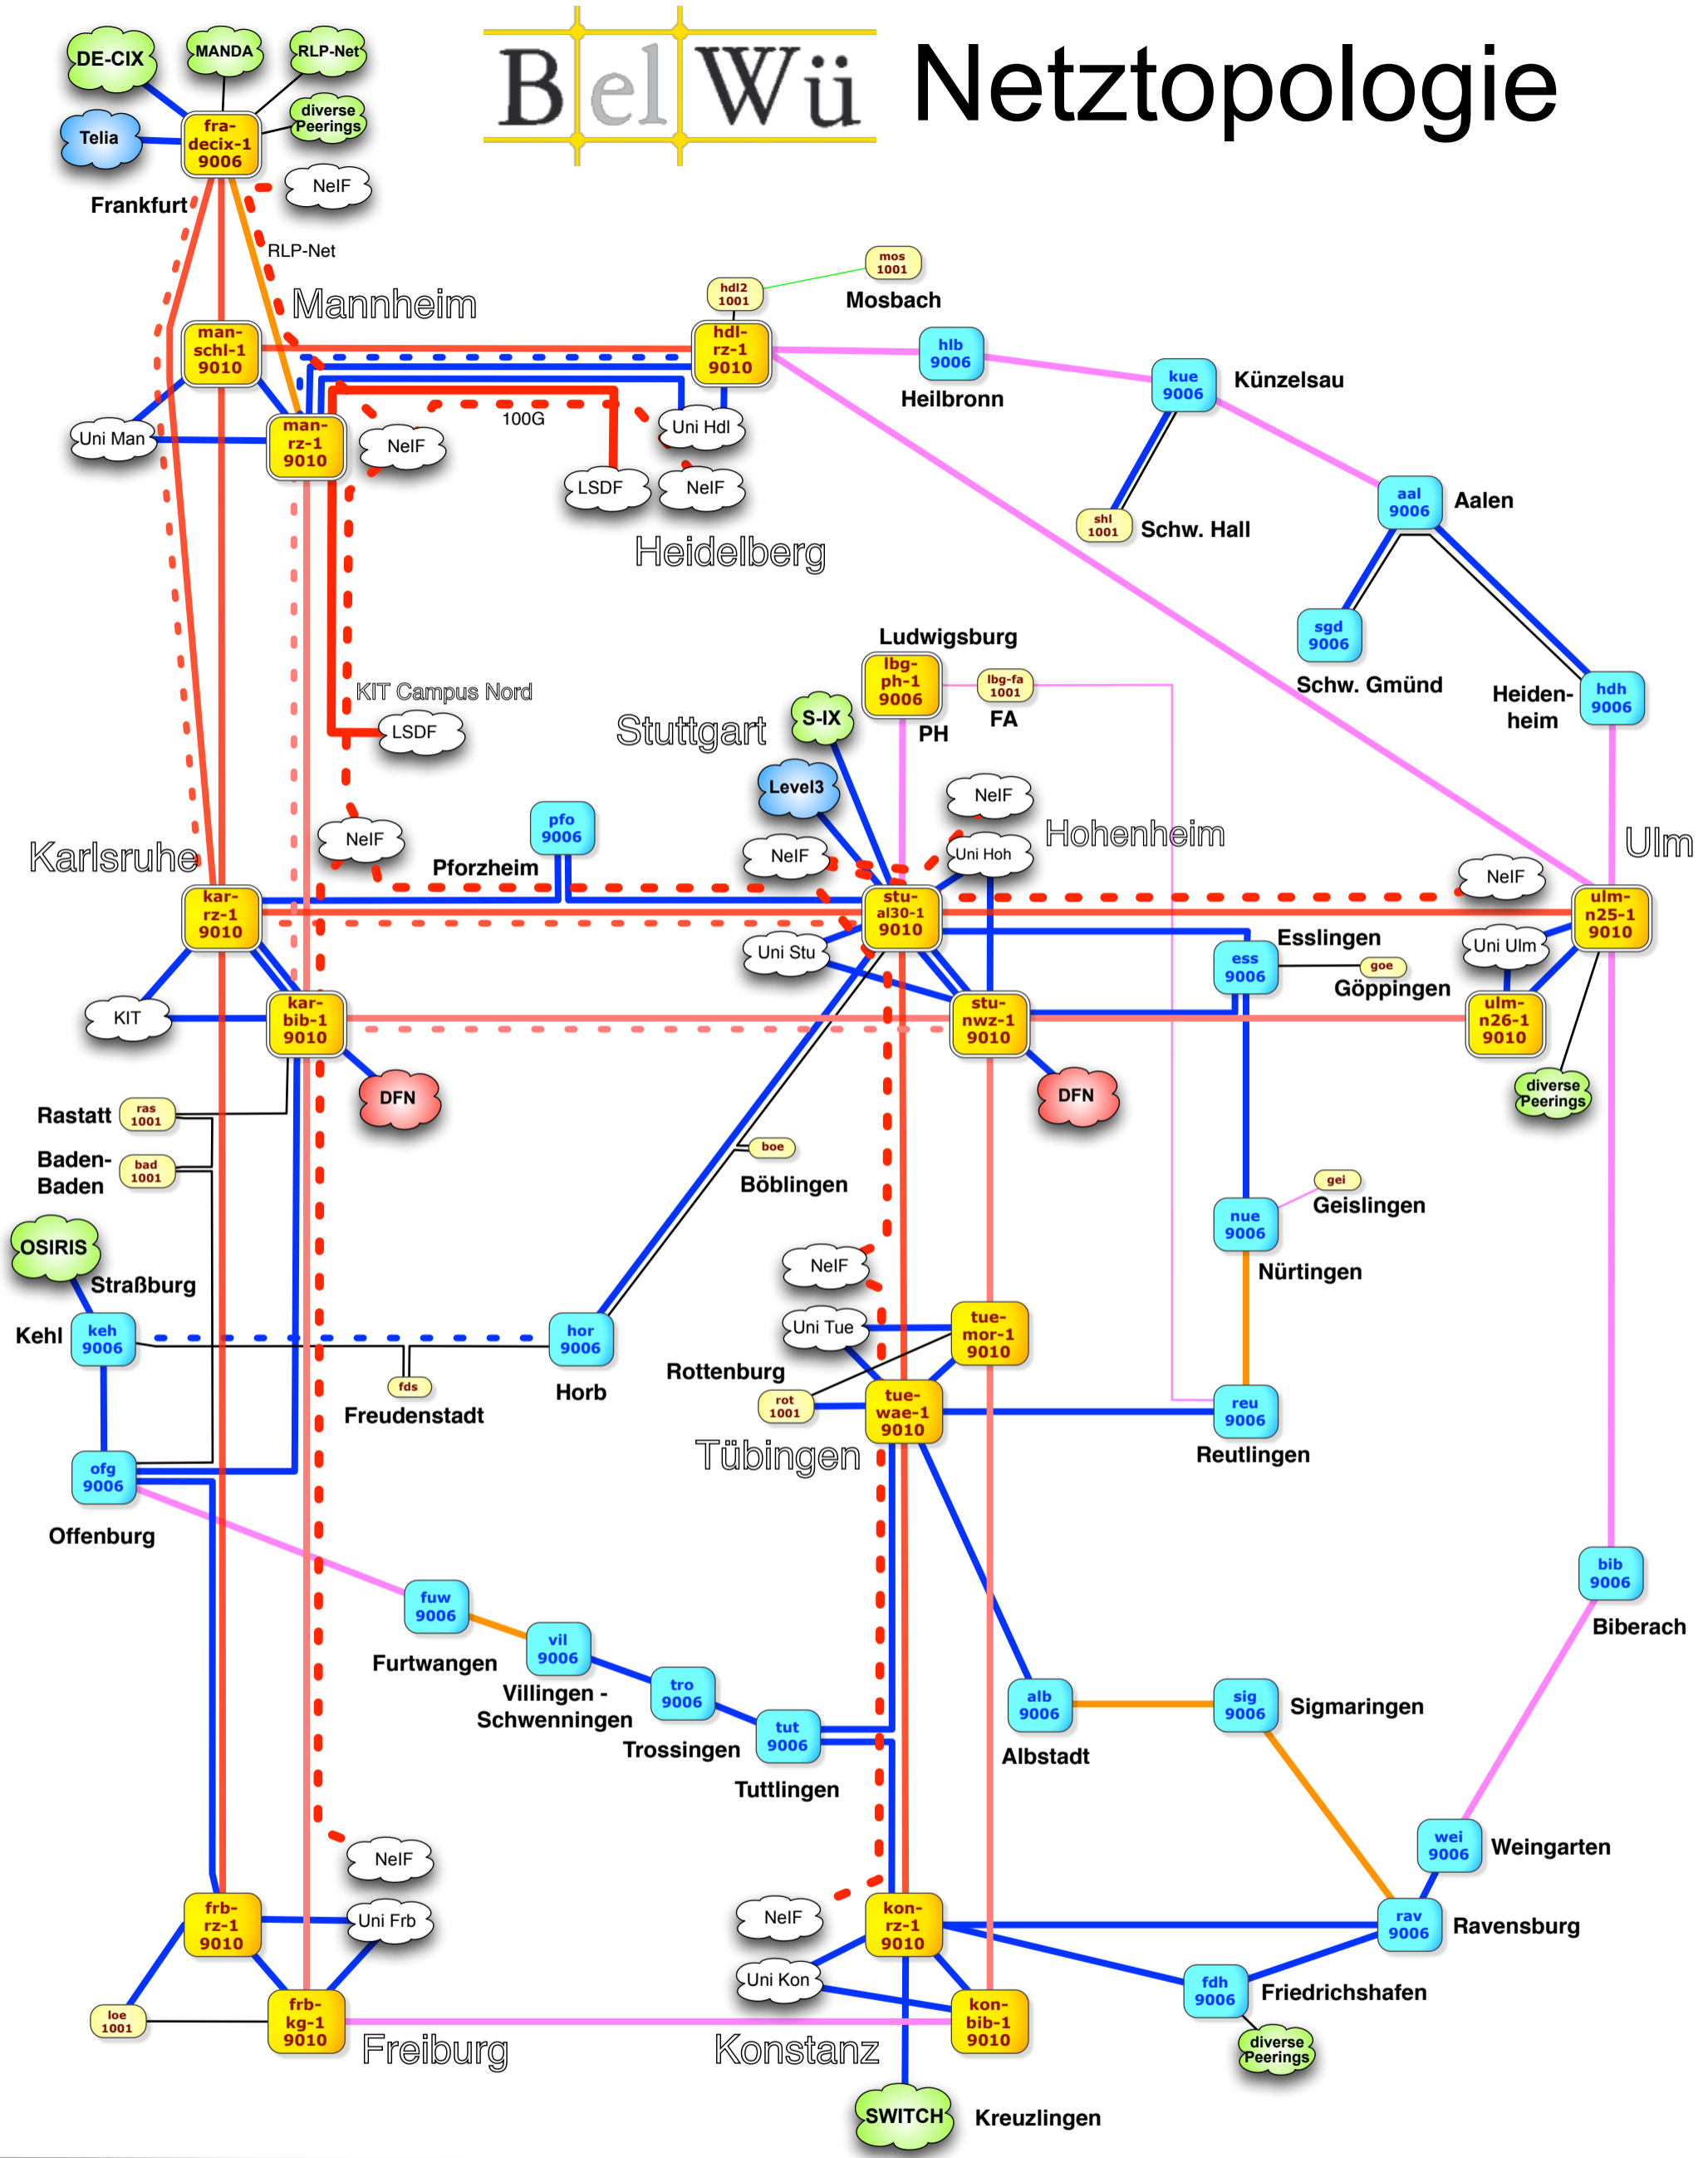 BelWü Netztopologie
DE-CIX
MANDA
RLP-Net
Telia
fra-
decix-1
9006
diverse
Peerings
NeIF
Frankfurt
RLP-Net
Mannheim
mos
1001
Mosbach
hdl2
1001
man-
schl-1
9010
hdl-
rz-1
9010
hlb
9006
Heilbronn
kue
9006
Künzelsau
Uni Man
man-
rz-1
9010
NeIF
100G
Uni Hdl
LSDF
NeIF
Heidelberg
shl
1001
Schw. Hall
aal
9006
Aalen
sgd
9006
Schw. Gmünd
Heiden-
heim
hdh
9006
Ludwigsburg
lbg-
ph-1
9006
PH
lbg-fa
1001
FA
KIT Campus Nord
LSDF
Stuttgart
S-IX
Level3
NeIF
Hohenheim
Ulm
Karlsruhe
NeIF
pfo
9006
Pforzheim
NeIF
Uni Hoh
NeIF
kar-
rz-1
9010
stu-
al30-1
9010
ulm-
n25-1
9010
Uni Stu
Esslingen
ess
9006
goe
Göppingen
Uni Ulm
KIT
kar-
bib-1
9010
stu-
nwz-1
9010
ulm-
n26-1
9010
DFN
DFN
diverse
Peerings
Rastatt
ras
1001
Baden-
Baden
bad
1001
boe
Böblingen
gei
Geislingen
OSIRIS
Straßburg
nue
9006
Nürtingen
NeIF
Kehl
keh
9006
hor
9006
Horb
Uni Tue
tue-
mor-1
9010
fds
Freudenstadt
Rottenburg
rot
1001
tue-
wae-1
9010
reu
9006
Reutlingen
Tübingen
ofg
9006
Offenburg
fuw
9006
Furtwangen
vil
9006
Villingen -
Schwenningen
tro
9006
Trossingen
tut
9006
Tuttlingen
bib
9006
Biberach
alb
9006
Albstadt
sig
9006
Sigmaringen
NeIF
wei
9006
Weingarten
frb-
rz-1
9010
Uni Frb
NeIF
kon-
rz-1
9010
rav
9006
Ravensburg
Uni Kon
fdh
9006
Friedrichshafen
loe
1001
frb-
kg-1
9010
Freiburg
Konstanz
kon-
bib-1
9010
diverse
Peerings
SWITCH
Kreuzlingen